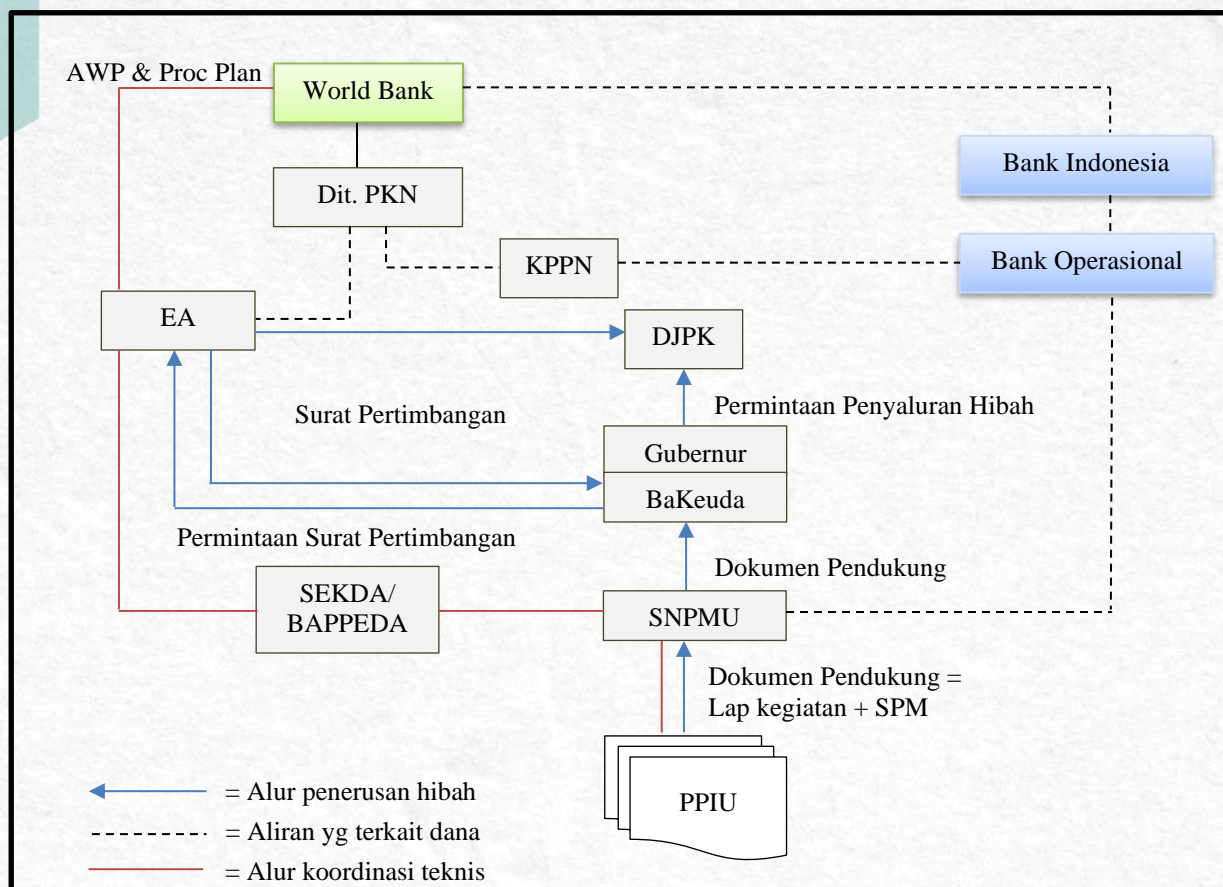 AWP & Proc Plan
World Bank
Bank Indonesia
Dit. PKN
KPPN
Bank Operasional
EA
DJPK
Surat Pertimbangan
Permintaan Penyaluran Hibah
Gubernur
BaKeuda
Permintaan Surat Pertimbangan
Dokumen Pendukung
SEKDA/
BAPPEDA
SNPMU
Dokumen Pendukung =
Lap kegiatan + SPM
PPIU
= Alur penerusan hibah
= Aliran yg terkait dana
= Alur koordinasi teknis